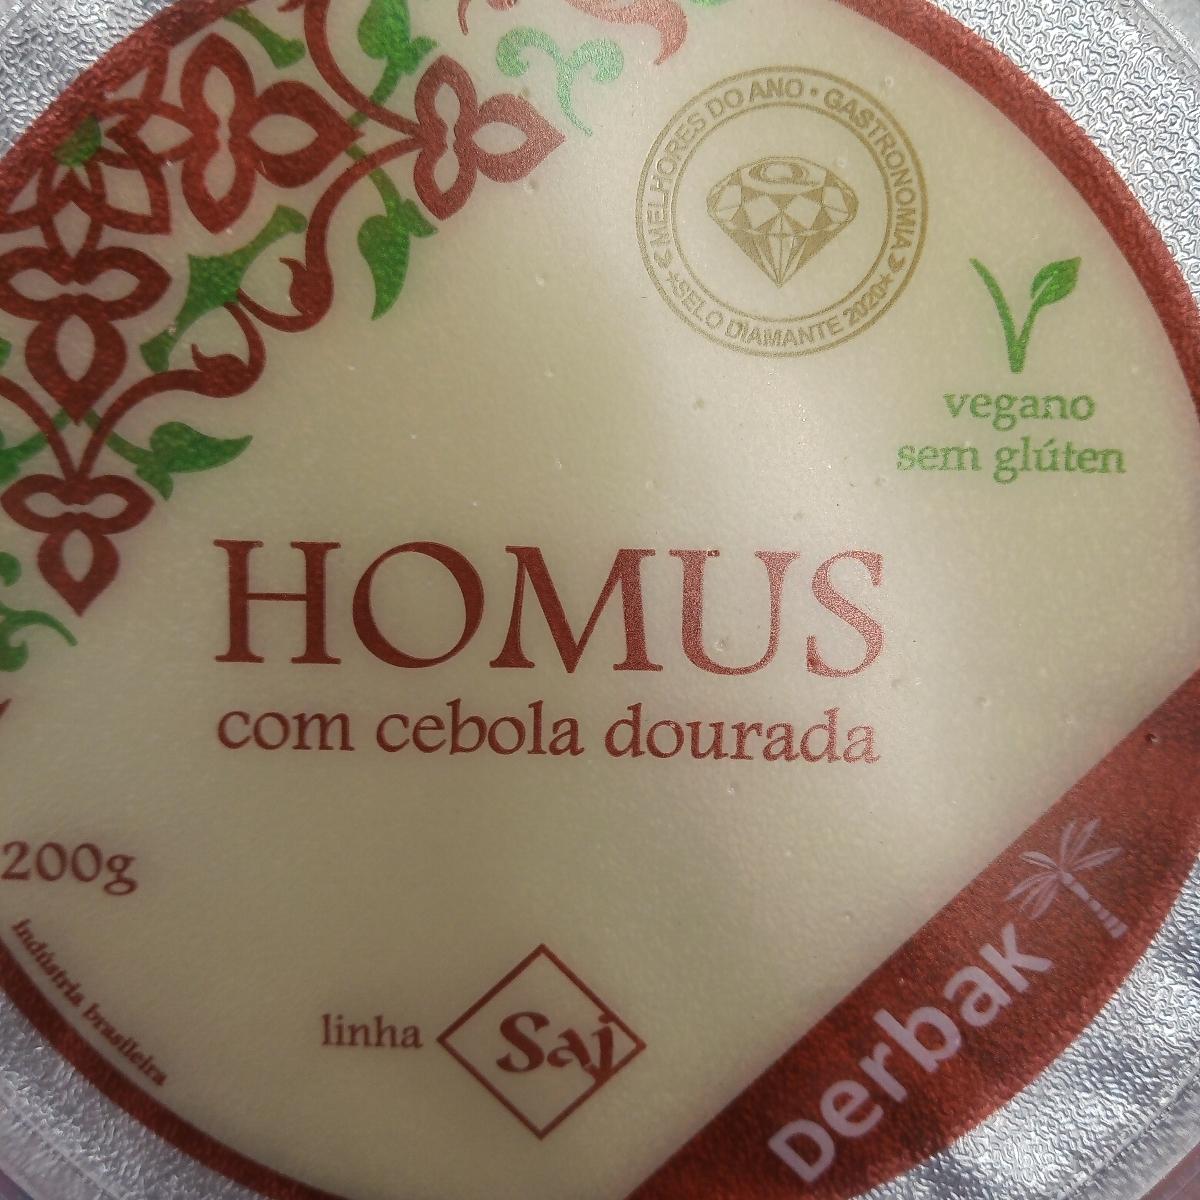 MELHORES DO ANO • GASTRONOMIA
*SELO DIAMANTE 2020*
vegano
sem glúten
HOMUS
com cebola dourada
200g
Indústria brasileira
linha Saj
Derbak